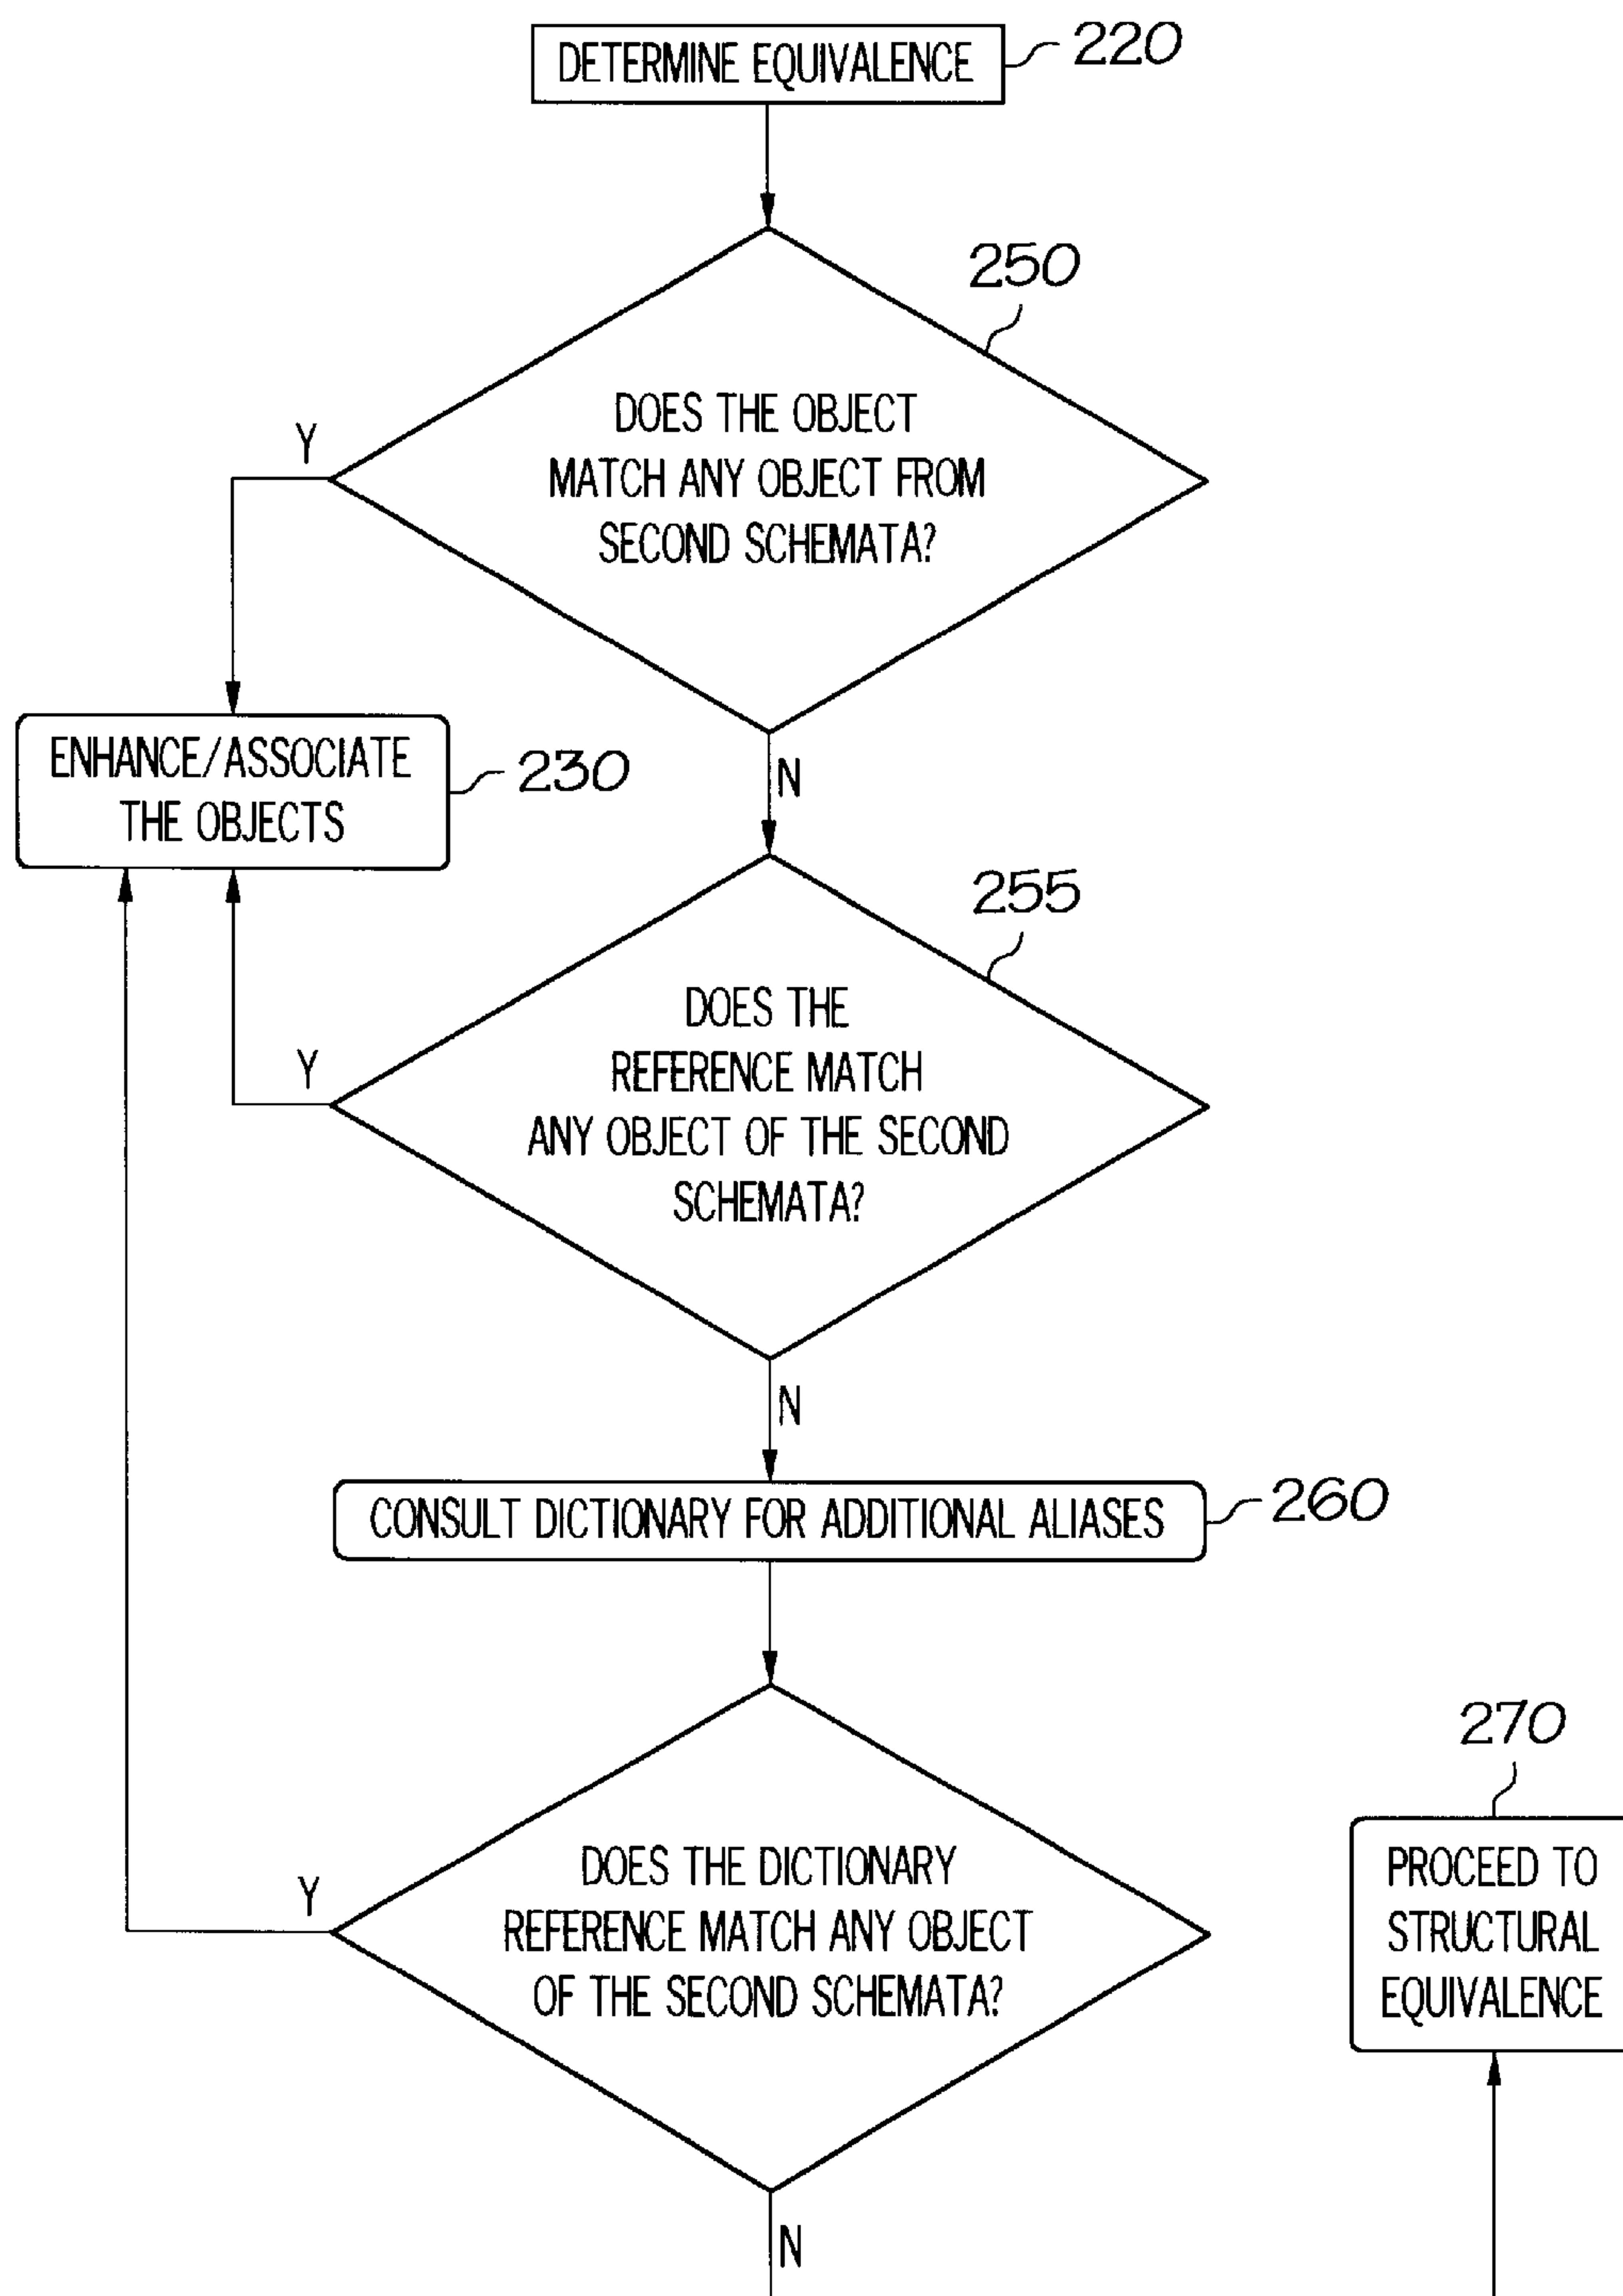 DETERMINE EQUIVALENCE
220
250
DOES THE OBJECT
MATCH ANY OBJECT FROM
SECOND SCHEMATA?
Y
N
ENHANCE/ASSOCIATE
THE OBJECTS
230
255
DOES THE
REFERENCE MATCH
ANY OBJECT OF THE SECOND
SCHEMATA?
Y
N
CONSULT DICTIONARY FOR ADDITIONAL ALIASES
260
DOES THE DICTIONARY
REFERENCE MATCH ANY OBJECT
OF THE SECOND SCHEMATA?
Y
N
270
PROCEED TO
STRUCTURAL
EQUIVALENCE